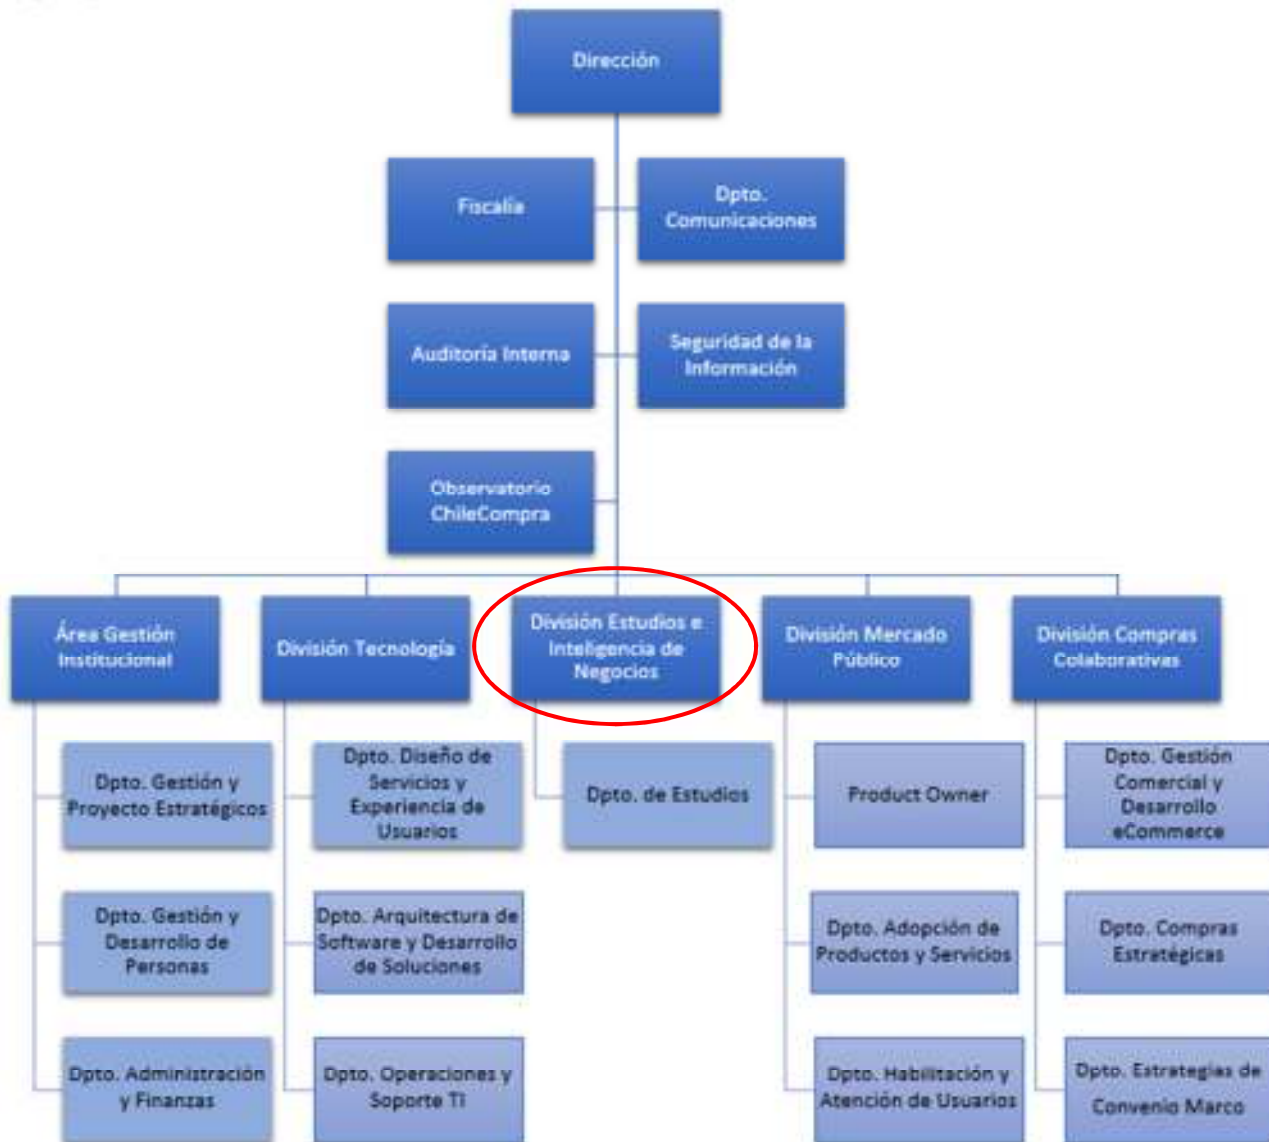 Dirección
Fiscalía
Dpto.
Comunicaciones
Auditoría Interna
Seguridad de la
Información
Observatorio
ChileCompra
Área Gestión
Institucional
División Tecnología
División Estudios e
Inteligencia de
Negocios
División Mercado
Público
División Compras
Colaborativas
Dpto. Gestión y
Proyecto Estratégicos
Dpto. Diseño de
Servicios y
Experiencia de
Usuarios
Dpto. de Estudios
Product Owner
Dpto. Gestión
Comercial y
Desarrollo
eCommerce
Dpto. Gestión y
Desarrollo de
Personas
Dpto. Arquitectura de
Software y Desarrollo
de Soluciones
Dpto. Adopción de
Productos y Servicios
Dpto. Compras
Estratégicas
Dpto. Administración
y Finanzas
Dpto. Operaciones y
Soporte TI
Dpto. Habilitación y
Atención de Usuarios
Dpto. Estrategias de
Convenio Marco